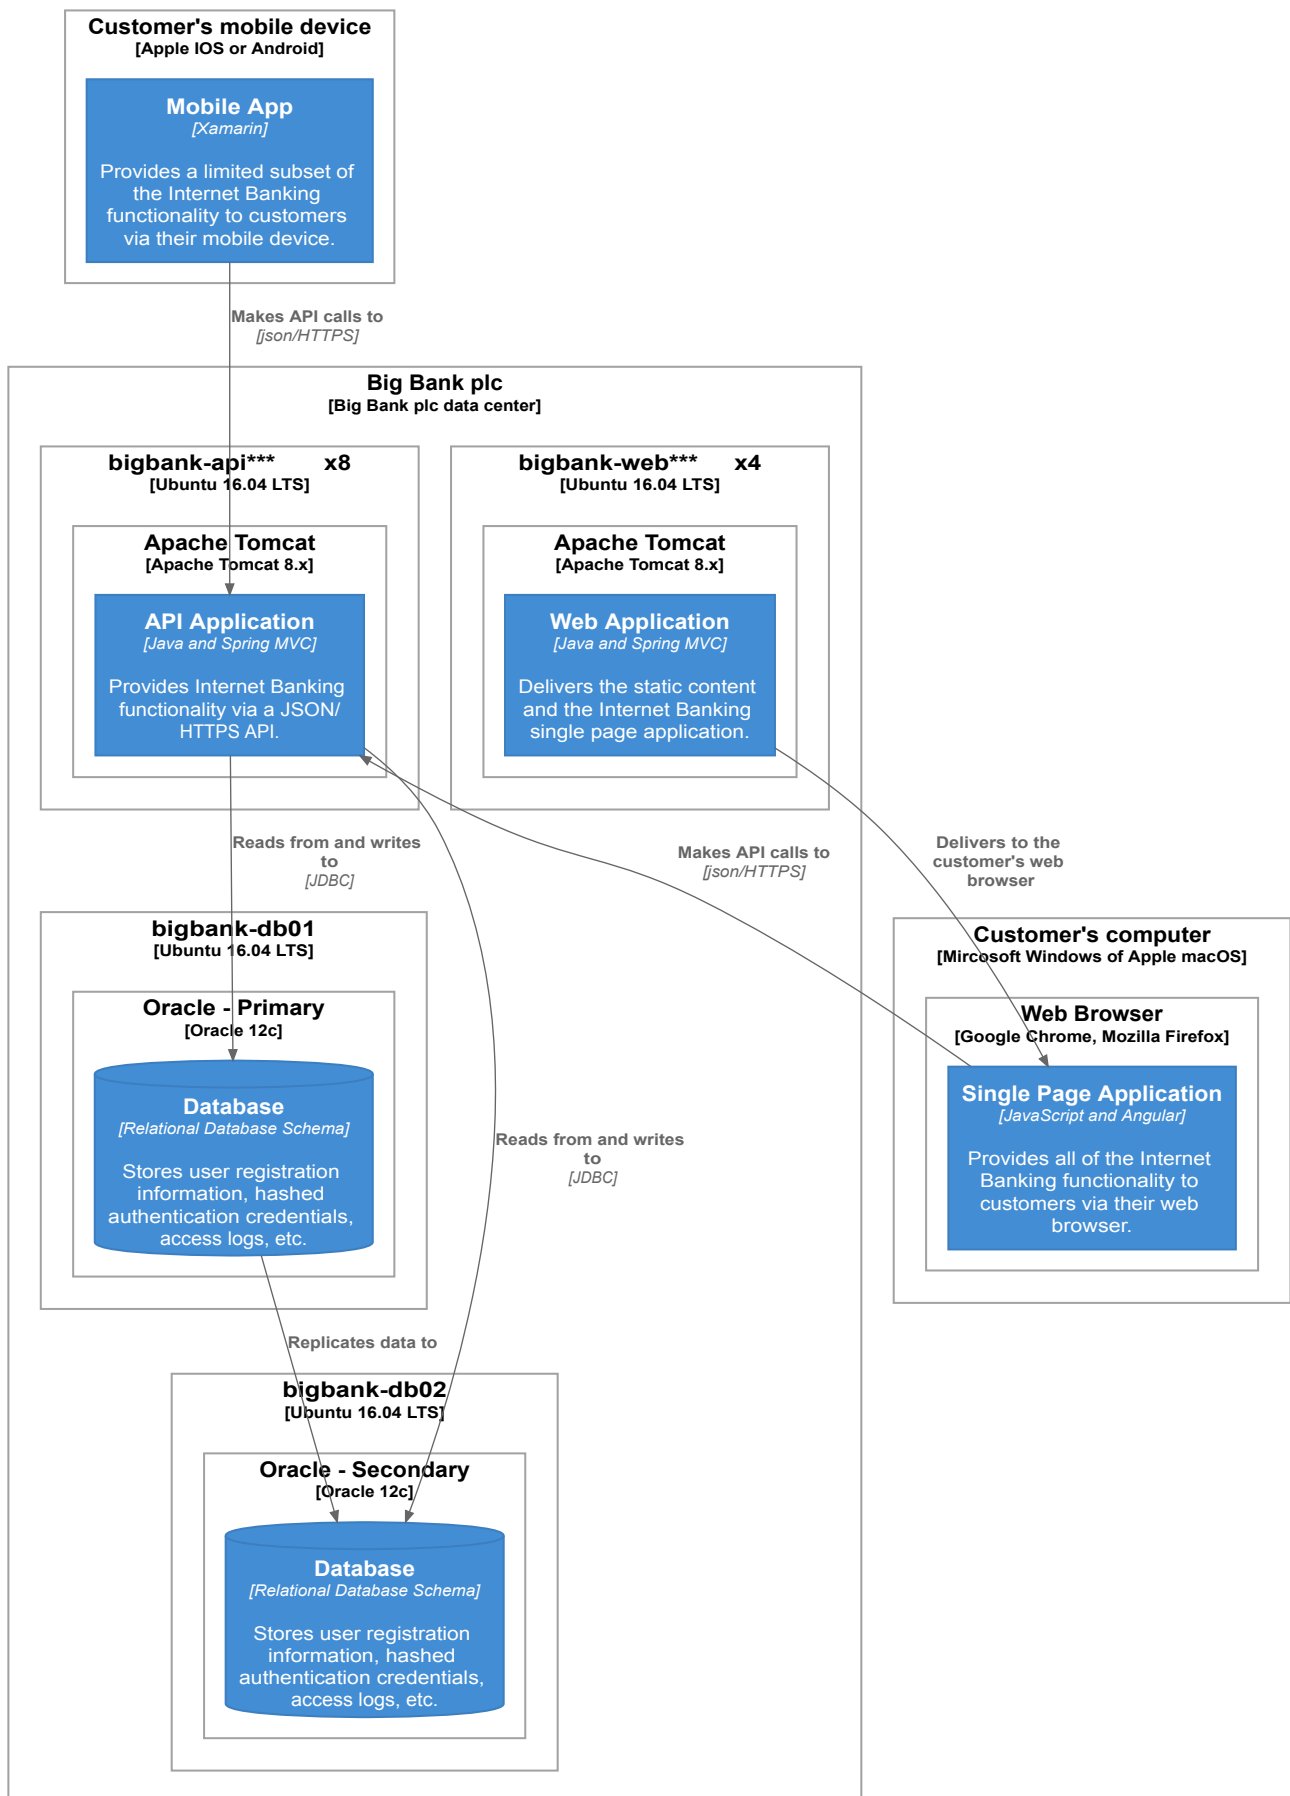 Customer's mobile device
[Apple IOS or Android]
Mobile App
[Xamarin]
Provides a limited subset of
the Internet Banking
functionality to customers
via their mobile device.
Makes API calls to
[json/HTTPS]
Big Bank plc
[Big Bank plc data center]
bigbank-api*** x8
[Ubuntu 16.04 LTS]
Apache Tomcat
[Apache Tomcat 8.x]
API Application
[Java and Spring MVC]
Provides Internet Banking
functionality via a JSON/
HTTPS API.
bigbank-web*** x4
[Ubuntu 16.04 LTS]
Apache Tomcat
[Apache Tomcat 8.x]
Web Application
[Java and Spring MVC]
Delivers the static content
and the Internet Banking
single page application.
Reads from and writes
to
[JDBC]
Makes API calls to
[json/HTTPS]
Delivers to the
customer's web
browser
bigbank-db01
[Ubuntu 16.04 LTS]
Oracle - Primary
[Oracle 12c]
Database
[Relational Database Schema]
Stores user registration
information, hashed
authentication credentials,
access logs, etc.
Reads from and writes
to
[JDBC]
Customer's computer
[Mircosoft Windows of Apple macOS]
Web Browser
[Google Chrome, Mozilla Firefox]
Single Page Application
[JavaScript and Angular]
Provides all of the Internet
Banking functionality to
customers via their web
browser.
Replicates data to
bigbank-db02
[Ubuntu 16.04 LTS]
Oracle - Secondary
[Oracle 12c]
Database
[Relational Database Schema]
Stores user registration
information, hashed
authentication credentials,
access logs, etc.